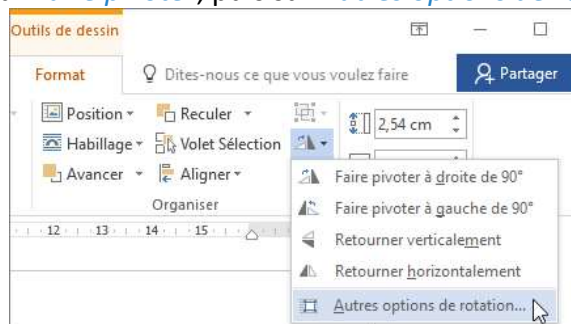 Outils de dessin
Format Dites-nous ce que vous voulez faire Partager
Position Reculer
Habillage Volet Sélection 2,54 cm
Avancer Aligner
Organiser
Faire pivoter à droite de 90°
12 13 14 15
Faire pivoter à gauche de 90°
Retourner verticalement
Retourner horizontalement
Autres options de rotation...